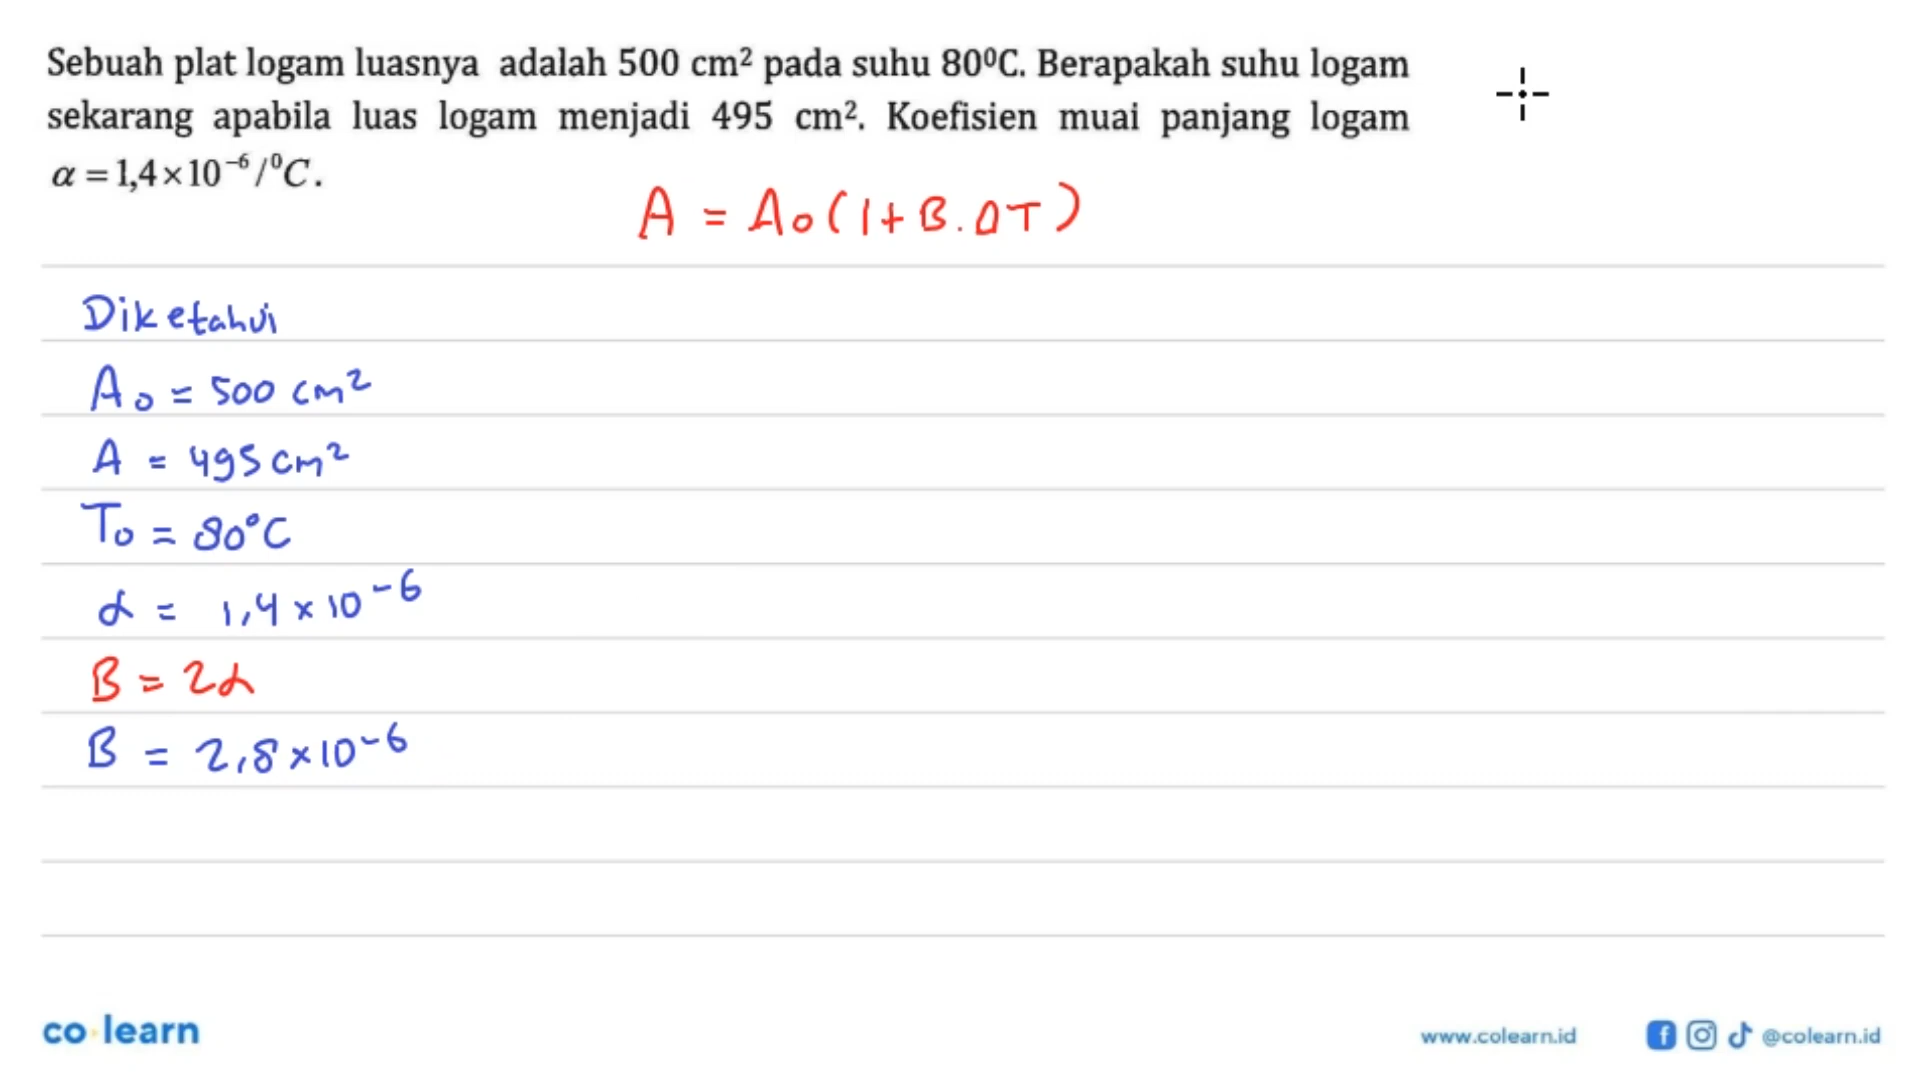 Sebuah plat logam luasnya adalah 500 cm² pada suhu 80⁰C. Berapakah suhu logam
sekarang apabila luas logam menjadi 495 cm². Koefisien muai panjang logam
α = 1,4 × 10⁻⁶ /⁰C.
A = A₀ (1 + B . ΔT)
Diketahui
A₀ = 500 cm²
A = 495 cm²
T₀ = 80°C
α = 1,4 × 10⁻⁶
B = 2α
B = 2,8 × 10⁻⁶
co learn
www.colearn.id
@colearn.id